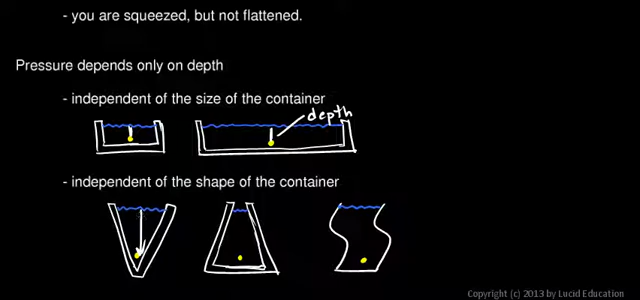 - you are squeezed, but not flattened.
Pressure depends only on depth
- independent of the size of the container
depth
- independent of the shape of the container
Copyright (c) 2013 by Lucid Education